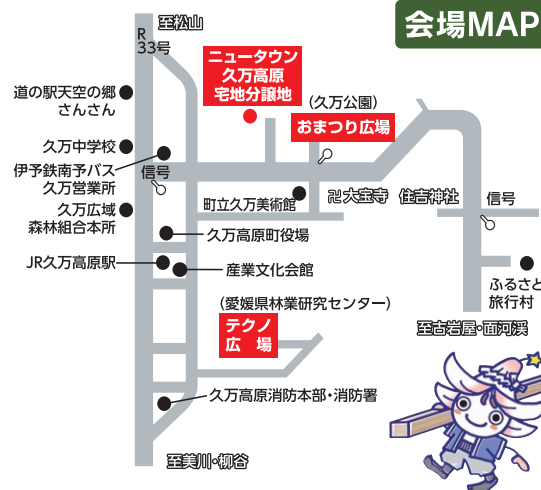 会場MAP
至松山
R
33号
ニュータウン
久万高原
宅地分譲地
(久万公園)
おまつり広場
道の駅天空の郷
さんさん
久万中学校
伊予鉄南予バス
久万営業所
信号
久万広域
森林組合本所
町立久万美術館
卍大宝寺
住吉神社
信号
久万高原町役場
JR久万高原駅
産業文化会館
ふるさと
旅行村
(愛媛県林業研究センター)
テクノ
広場
至古岩屋・面河渓
久万高原消防本部・消防署
至美川・柳谷